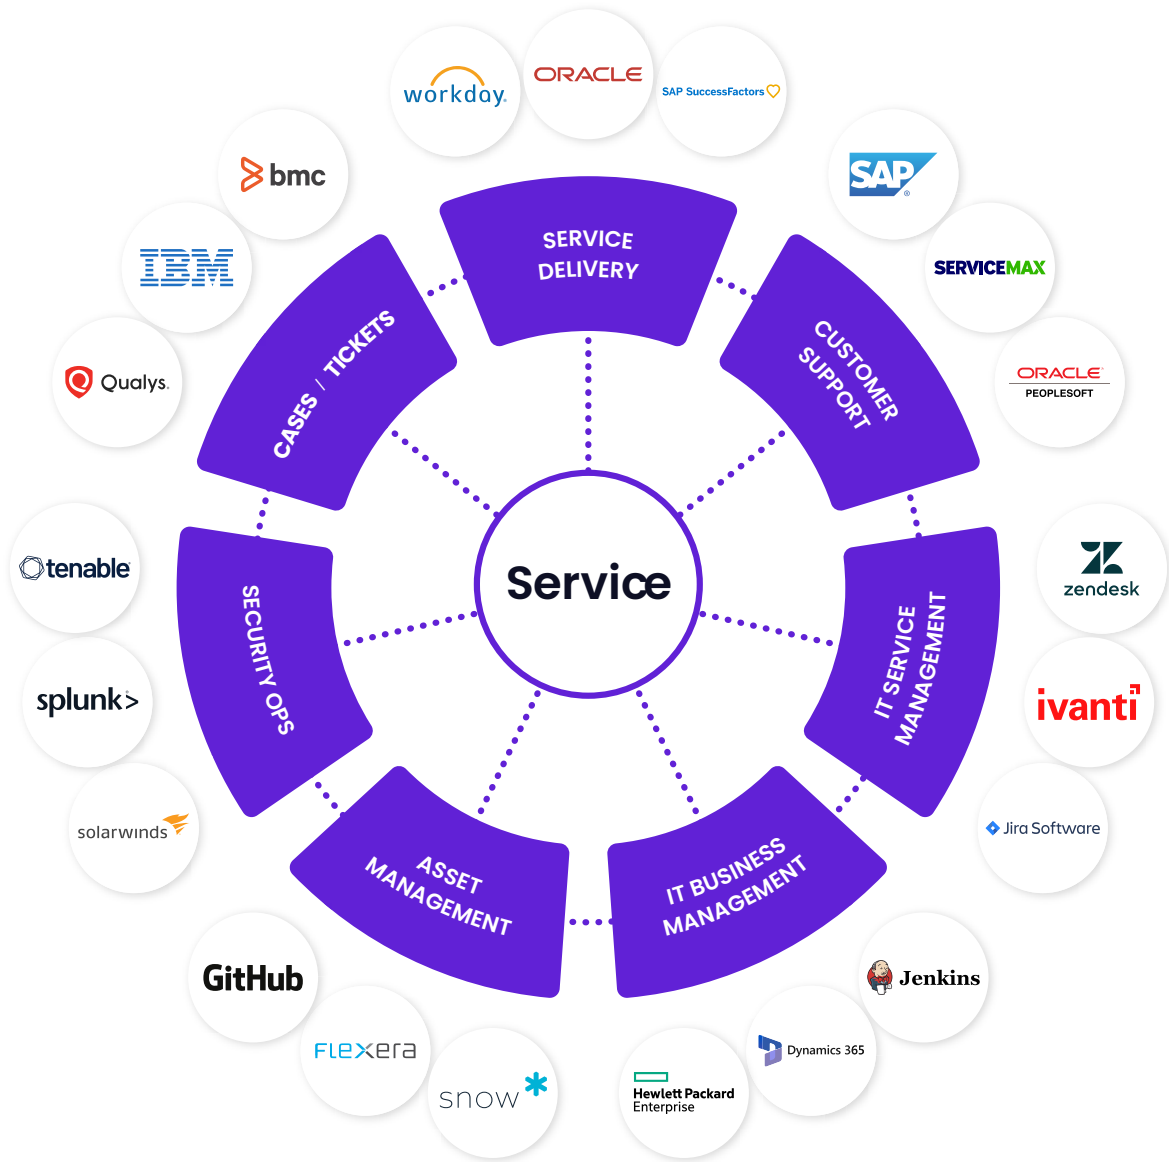 workday.
ORACLE
SAP SuccessFactors
bmc
SAP
®
IBM
SERVICEMAX
Qualys.
ORACLE
PEOPLESOFT
SERVICE
DELIVERY
CUSTOMER
SUPPORT
CASES / TICKETS
tenable
Service
zendesk
SECURITY OPS
IT SERVICE
MANAGEMENT
splunk>
ivanti
solarwinds
Jira Software
ASSET
MANAGEMENT
IT BUSINESS
MANAGEMENT
GitHub
Jenkins
FLEXera
Dynamics 365
snow
Hewlett Packard
Enterprise